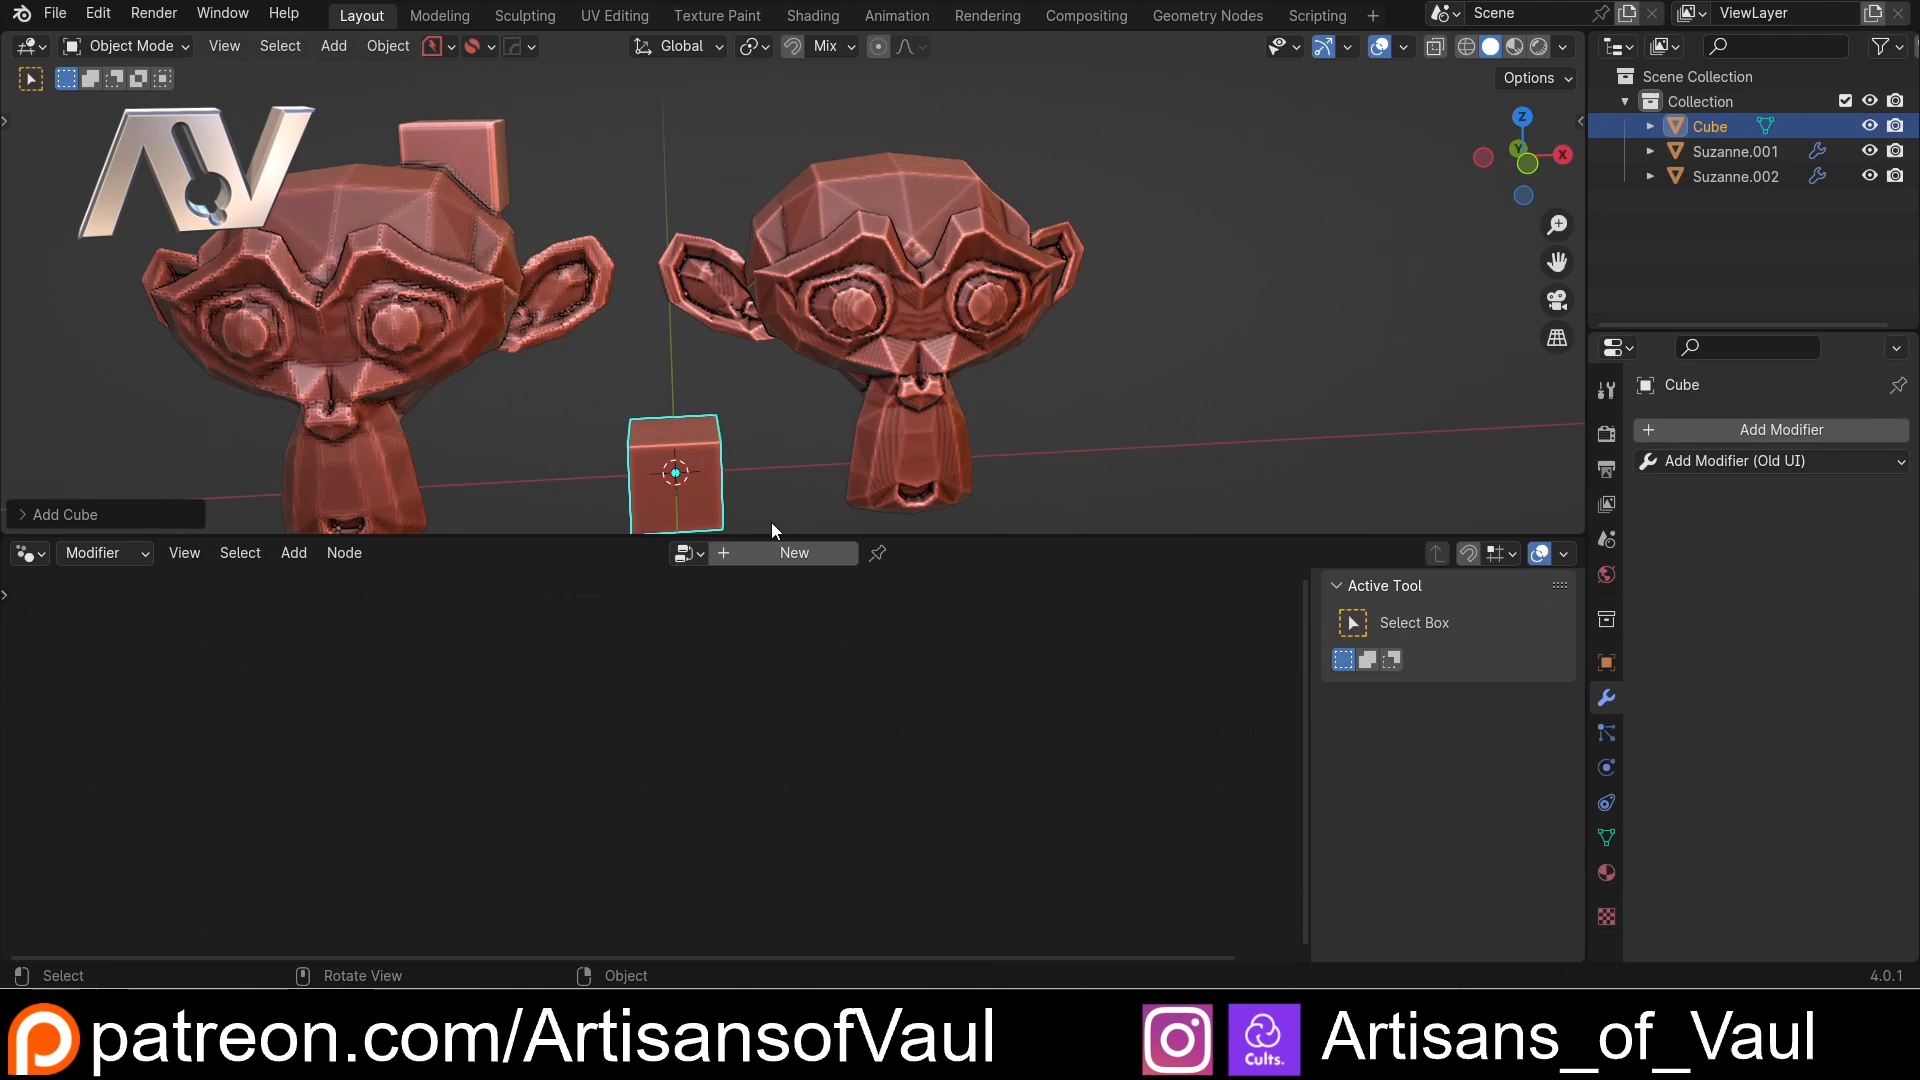 File Edit Render Window Help Layout Modeling Sculpting UV Editing Texture Paint Shading Animation Rendering Compositing Geometry Nodes Scripting + Scene ViewLayer
Object Mode View Select Add Object Global Mix
Options
Scene Collection
Collection
Cube
Suzanne.001
Suzanne.002
Z
Y
X
Cube
Add Modifier
Add Modifier (Old UI)
Add Cube
Modifier View Select Add Node New
Active Tool
Select Box
Select Rotate View Object 4.0.1
patreon.com/ArtisansofVaul Cults. Artisans_of_Vaul